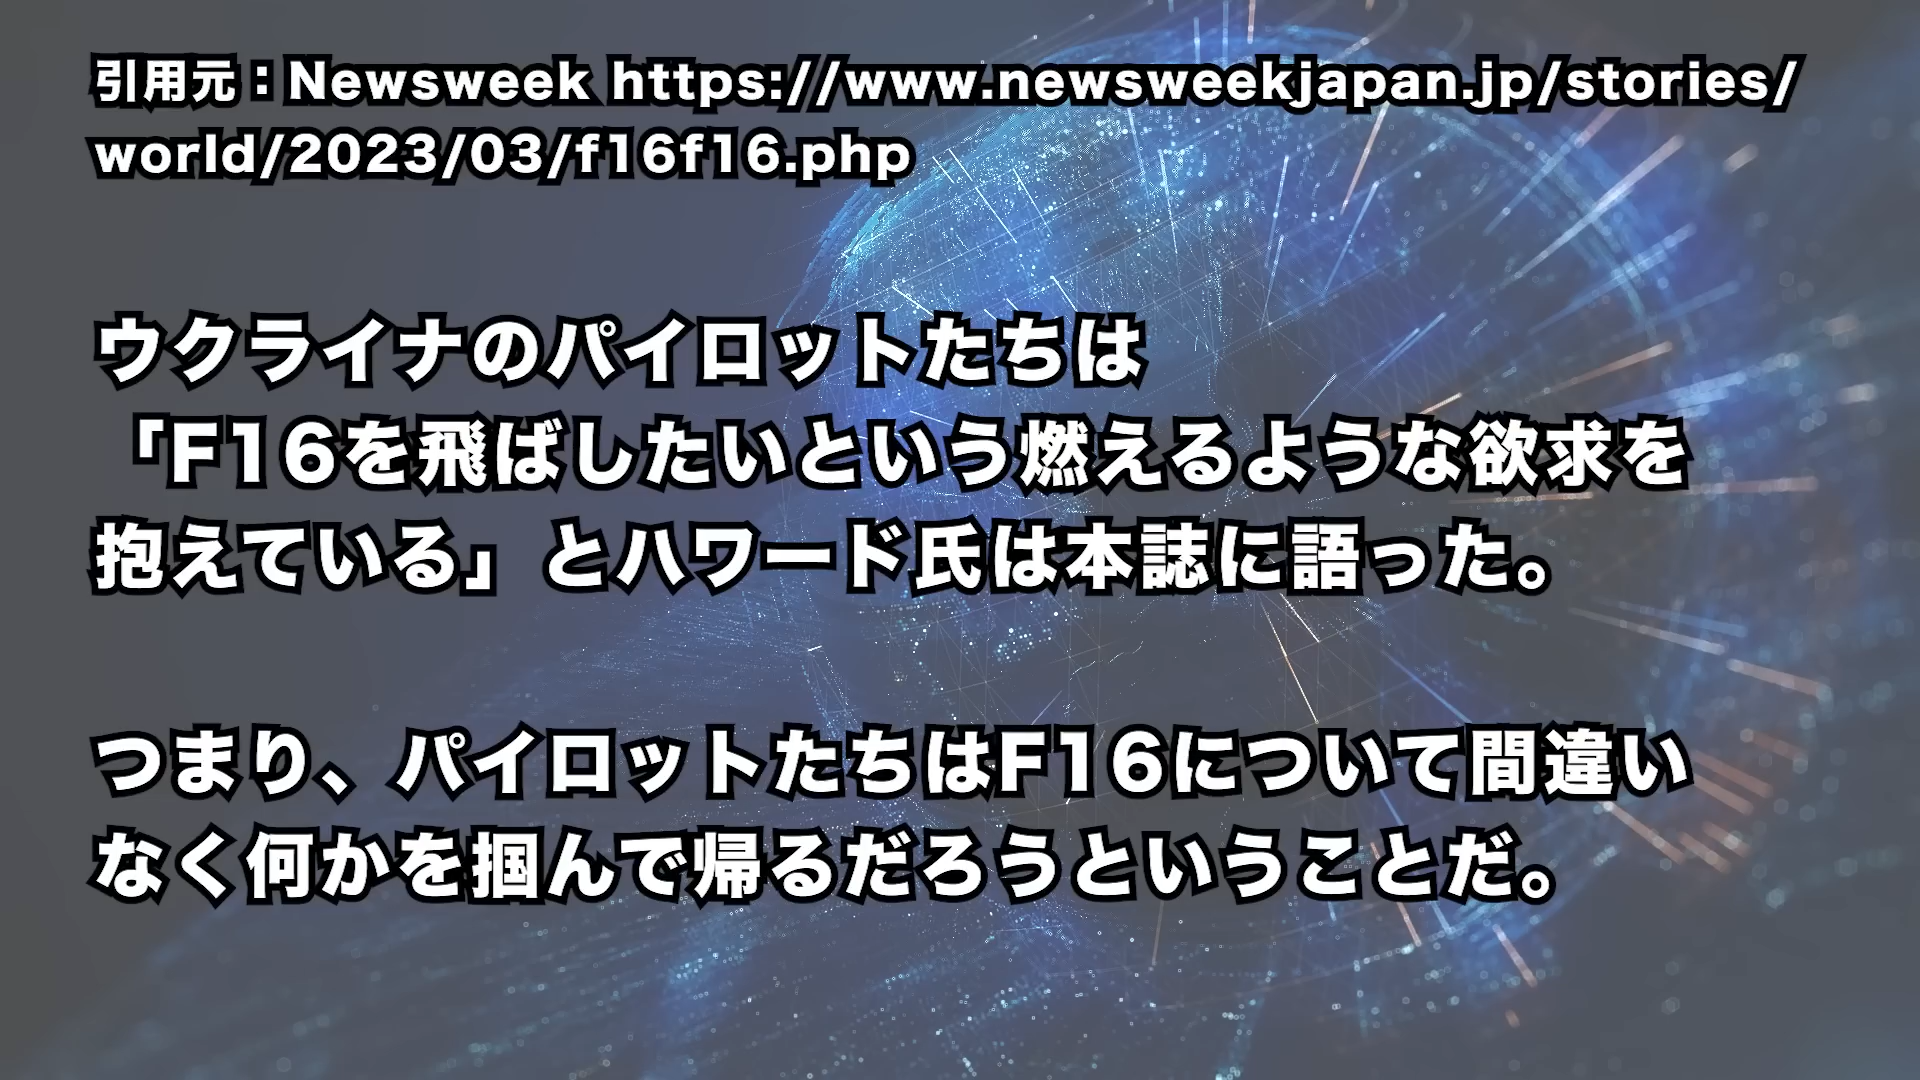 引用元：Newsweek https://www.newsweekjapan.jp/stories/
world/2023/03/f16f16.php
ウクライナのパイロットたちは
「F16を飛ばしたいという燃えるような欲求を
抱えている」とハワード氏は本誌に語った。
つまり、パイロットたちはF16について間違い
なく何かを掴んで帰るだろうということだ。